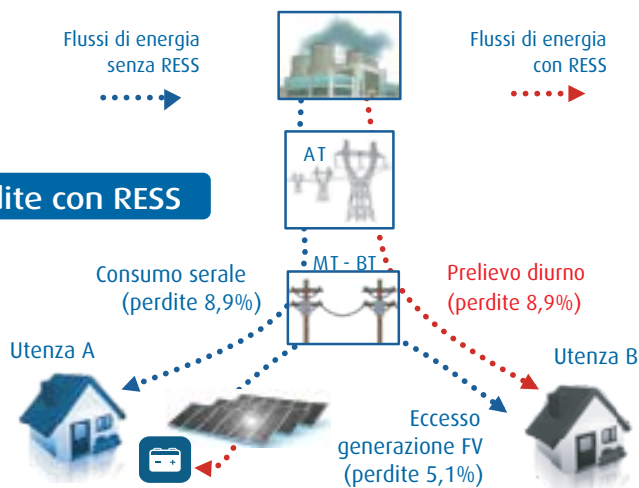 Flussi di energia
senza RESS
Flussi di energia
con RESS
AT
con RESS
MT - BT
Consumo serale
(perdite 8,9%)
Prelievo diurno
(perdite 8,9%)
Utenza A
Utenza B
Eccesso
generazione FV
(perdite 5,1%)
- +